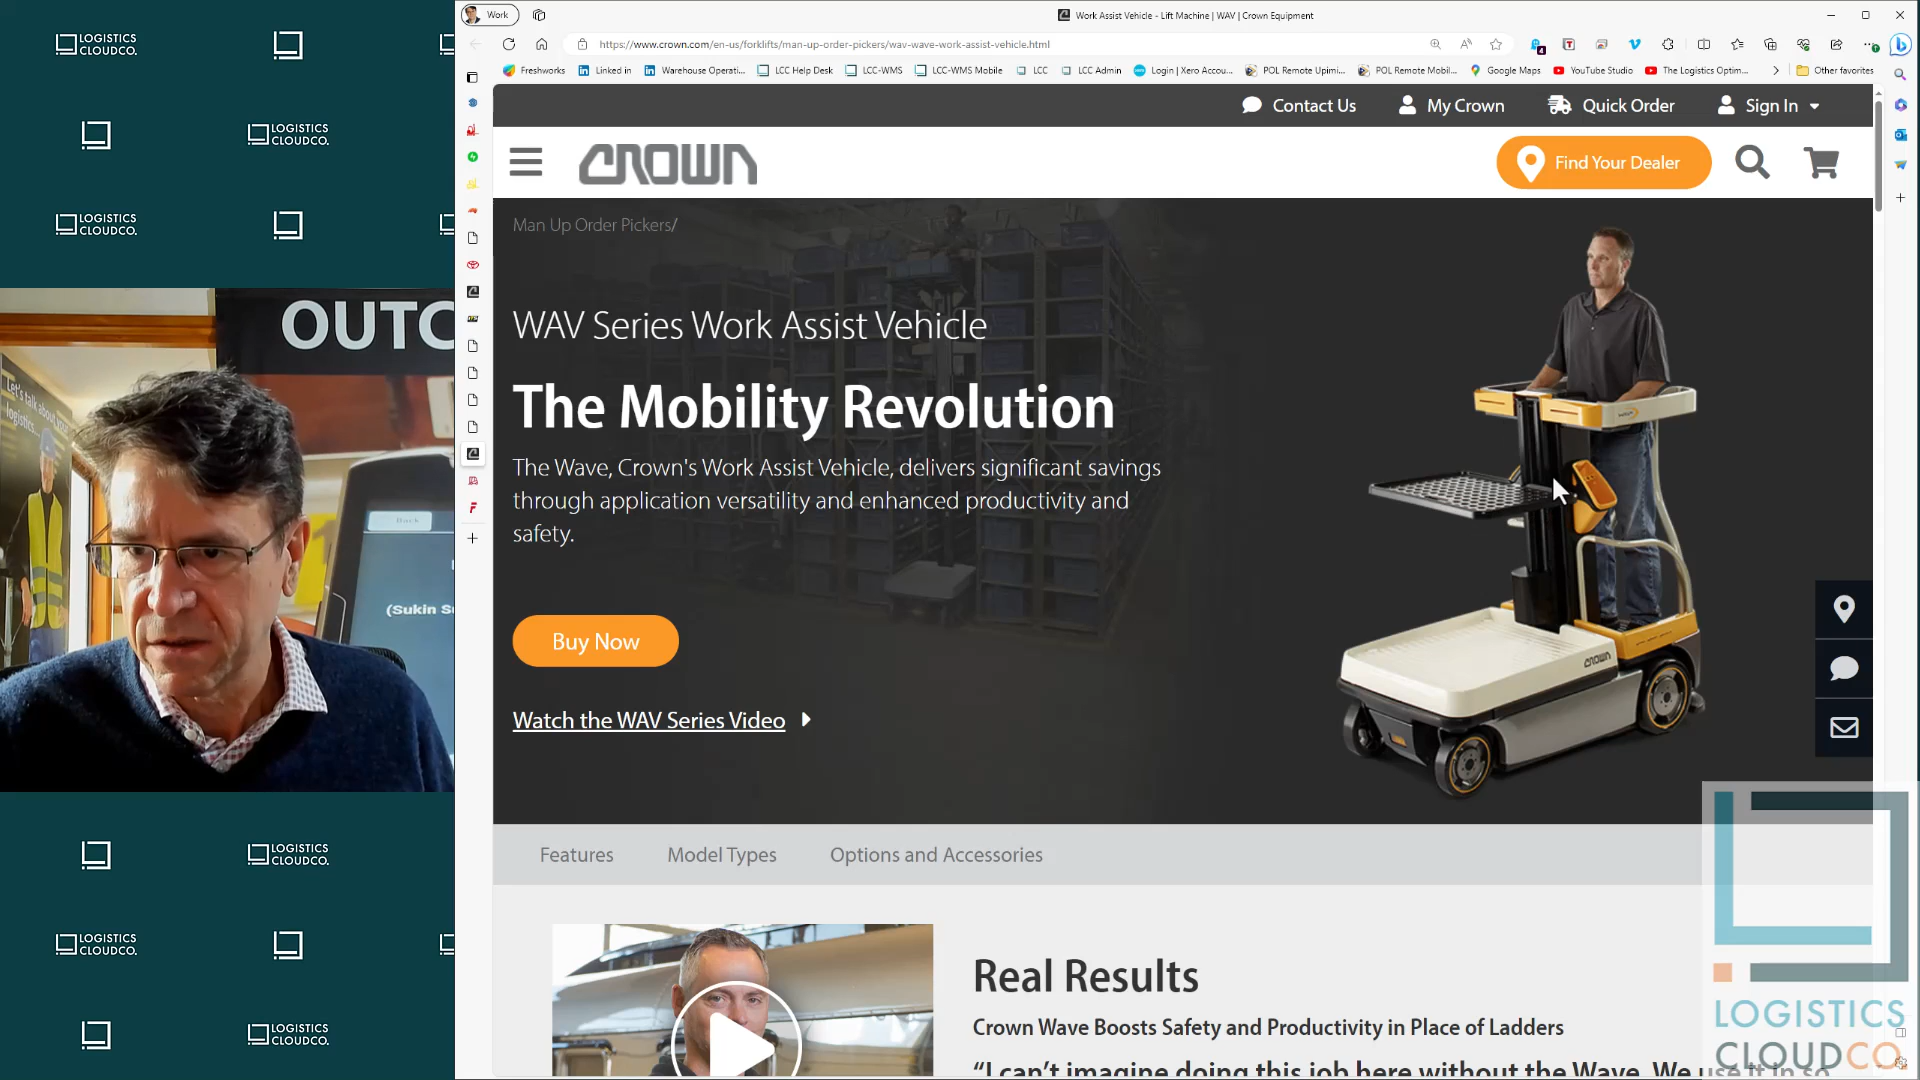 LOGISTICS
CLOUDCO.
LOGISTICS
CLOUDCO.
LOGISTICS
CLOUDCO.
OUTC
Let's talk about your
logistics...
Back
(Sukin S
LOGISTICS
CLOUDCO.
LOGISTICS
CLOUDCO.
LOGISTICS
CLOUDCO.
Work
Work Assist Vehicle - Lift Machine | WAV | Crown Equipment
https://www.crown.com/en-us/forklifts/man-up-order-pickers/wav-wave-work-assist-vehicle.html
Freshworks
Linked in
Warehouse Operati...
LCC Help Desk
LCC-WMS
LCC-WMS Mobile
LCC
LCC Admin
Login | Xero Accou...
POL Remote Upimi...
POL Remote Mobil...
Google Maps
YouTube Studio
The Logistics Optim...
Other favorites
Contact Us
My Crown
Quick Order
Sign In
CROWN
Find Your Dealer
Man Up Order Pickers/
WAV Series Work Assist Vehicle
The Mobility Revolution
The Wave, Crown's Work Assist Vehicle, delivers significant savings
through application versatility and enhanced productivity and
safety.
Buy Now
Watch the WAV Series Video
CROWN
Features
Model Types
Options and Accessories
Real Results
Crown Wave Boosts Safety and Productivity in Place of Ladders
“I can’t imagine doing this job here without the Wave. We use it in so
LOGISTICS
CLOUDCO